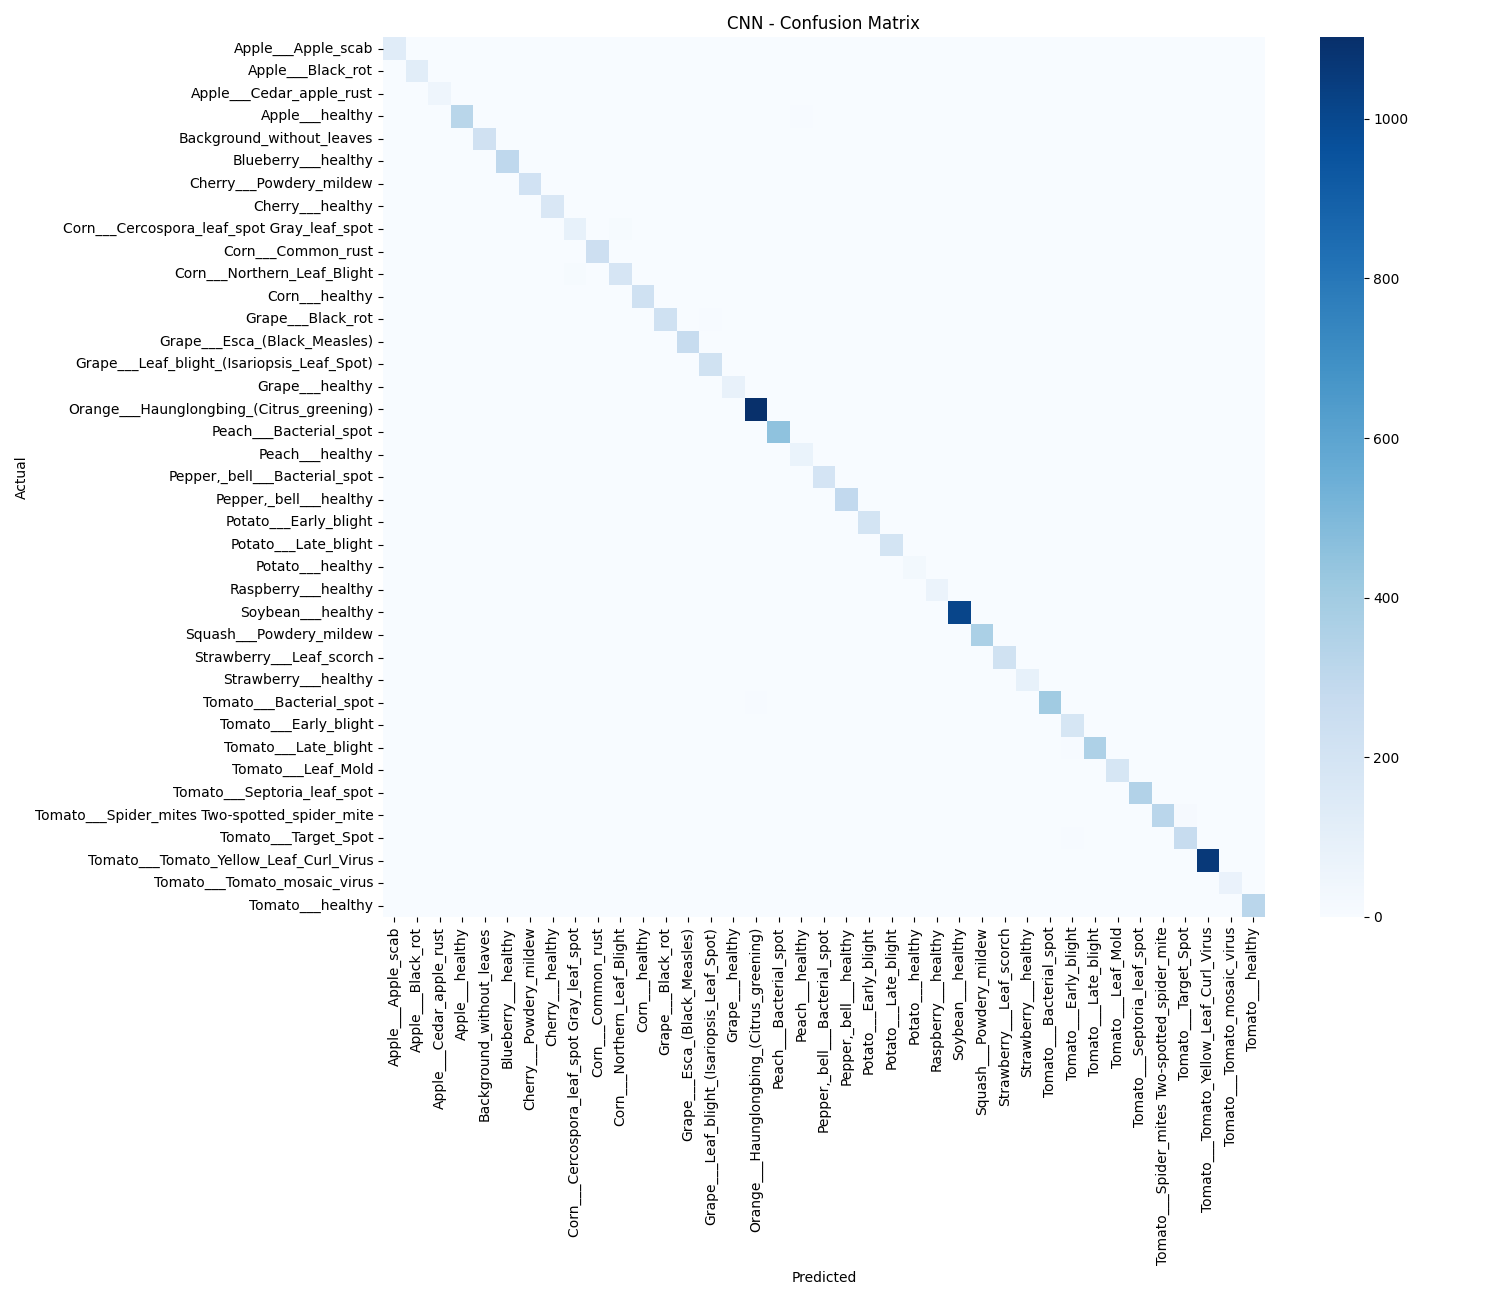 CNN - Confusion Matrix
Actual
Apple___Apple_scab
Apple___Black_rot
Apple___Cedar_apple_rust
Apple___healthy
Background_without_leaves
Blueberry___healthy
Cherry___Powdery_mildew
Cherry___healthy
Corn___Cercospora_leaf_spot Gray_leaf_spot
Corn___Common_rust
Corn___Northern_Leaf_Blight
Corn___healthy
Grape___Black_rot
Grape___Esca_(Black_Measles)
Grape___Leaf_blight_(Isariopsis_Leaf_Spot)
Grape___healthy
Orange___Haunglongbing_(Citrus_greening)
Peach___Bacterial_spot
Peach___healthy
Pepper,_bell___Bacterial_spot
Pepper,_bell___healthy
Potato___Early_blight
Potato___Late_blight
Potato___healthy
Raspberry___healthy
Soybean___healthy
Squash___Powdery_mildew
Strawberry___Leaf_scorch
Strawberry___healthy
Tomato___Bacterial_spot
Tomato___Early_blight
Tomato___Late_blight
Tomato___Leaf_Mold
Tomato___Septoria_leaf_spot
Tomato___Spider_mites Two-spotted_spider_mite
Tomato___Target_Spot
Tomato___Tomato_Yellow_Leaf_Curl_Virus
Tomato___Tomato_mosaic_virus
Tomato___healthy
Apple___Apple_scab
Apple___Black_rot
Apple___Cedar_apple_rust
Apple___healthy
Background_without_leaves
Blueberry___healthy
Cherry___Powdery_mildew
Cherry___healthy
Corn___Cercospora_leaf_spot Gray_leaf_spot
Corn___Common_rust
Corn___Northern_Leaf_Blight
Corn___healthy
Grape___Black_rot
Grape___Esca_(Black_Measles)
Grape___Leaf_blight_(Isariopsis_Leaf_Spot)
Grape___healthy
Orange___Haunglongbing_(Citrus_greening)
Peach___Bacterial_spot
Peach___healthy
Pepper,_bell___Bacterial_spot
Pepper,_bell___healthy
Potato___Early_blight
Potato___Late_blight
Potato___healthy
Raspberry___healthy
Soybean___healthy
Squash___Powdery_mildew
Strawberry___Leaf_scorch
Strawberry___healthy
Tomato___Bacterial_spot
Tomato___Early_blight
Tomato___Late_blight
Tomato___Leaf_Mold
Tomato___Septoria_leaf_spot
Tomato___Spider_mites Two-spotted_spider_mite
Tomato___Target_Spot
Tomato___Tomato_Yellow_Leaf_Curl_Virus
Tomato___Tomato_mosaic_virus
Tomato___healthy
Predicted
1000
800
600
400
200
0